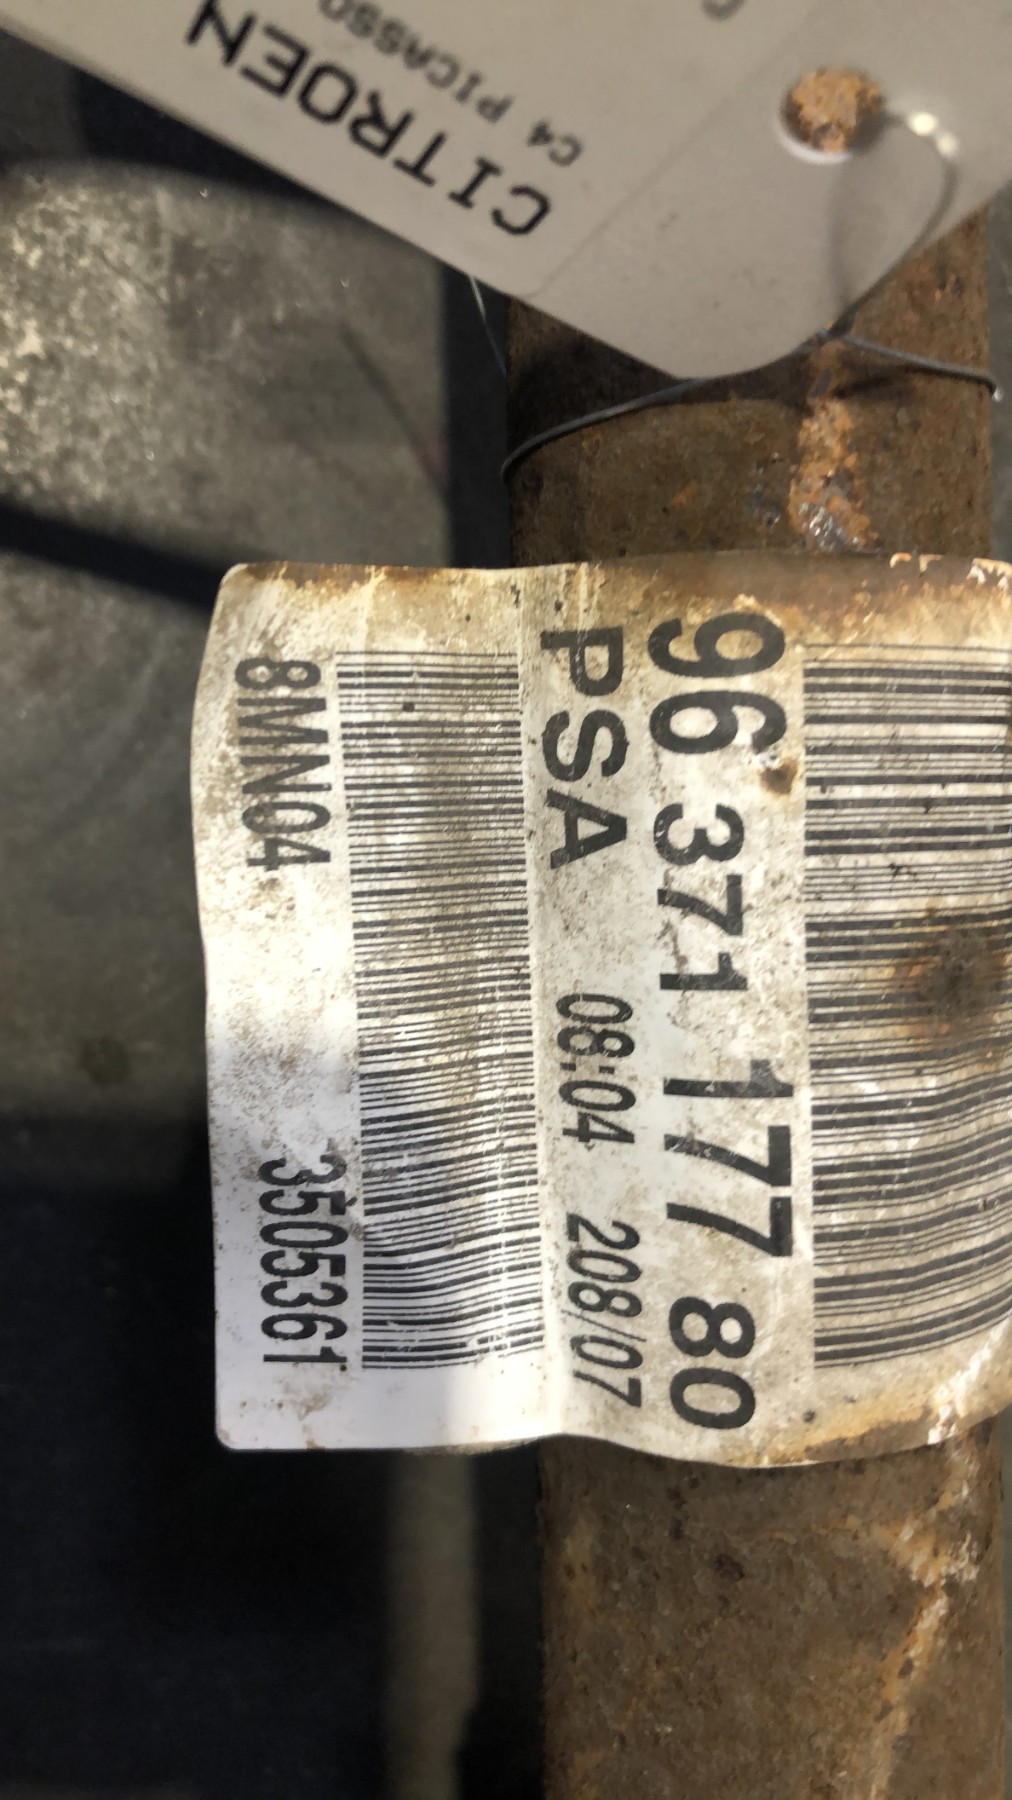 CITROEN
C4 PICASSO
96 371 177 80
PSA 08:04 208/07
8MN04 3505361